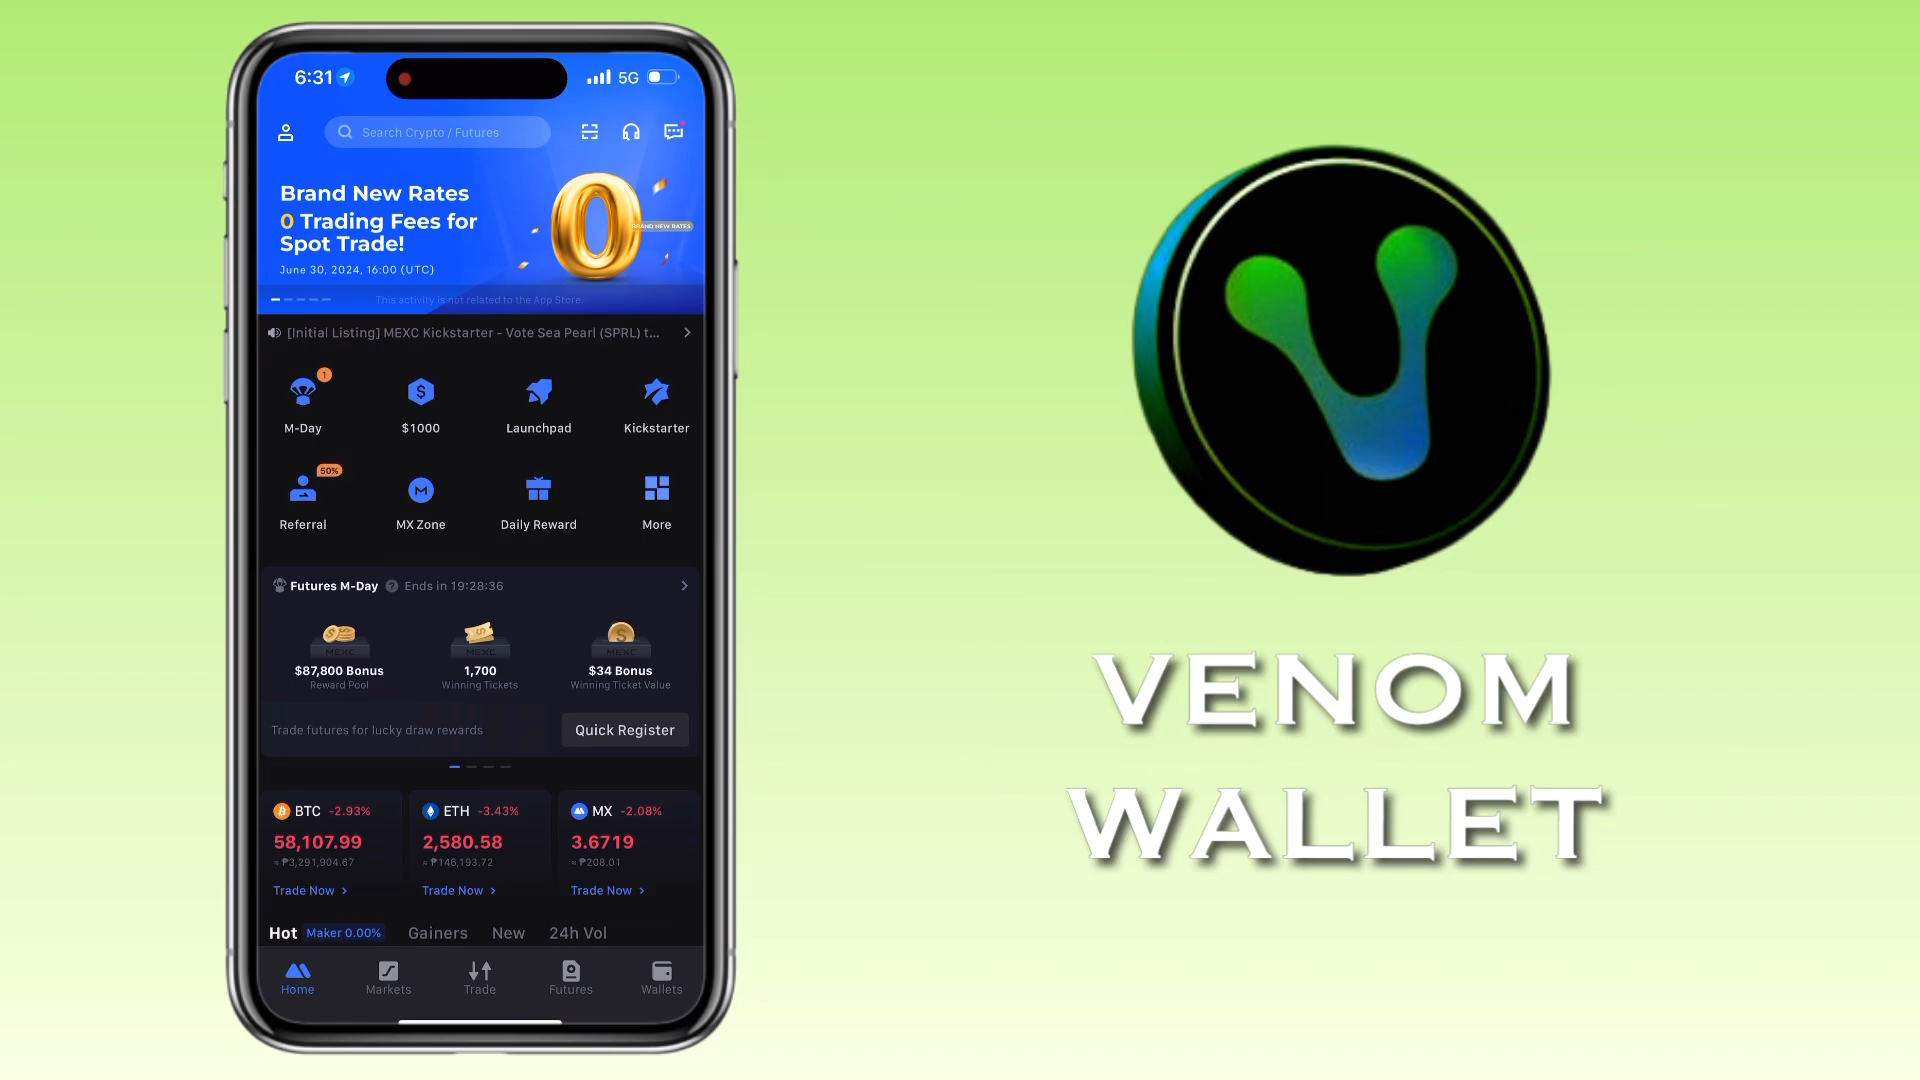 6:31
5G
Search Crypto / Futures
Brand New Rates
0 Trading Fees for
Spot Trade!
BRAND NEW RATES
June 30, 2024, 16:00 (UTC)
This activity is not related to the App Store.
[Initial Listing] MEXC Kickstarter - Vote Sea Pearl (SPRL) t...
1
M-Day
$1000
Launchpad
Kickstarter
50%
Referral
MX Zone
Daily Reward
More
Futures M-Day ? Ends in 19:28:36
MEXC
MEXC
MEXC
$87,800 Bonus
1,700
$34 Bonus
Reward Pool
Winning Tickets
Winning Ticket Value
Trade futures for lucky draw rewards
Quick Register
BTC -2.93%
58,107.99
≈ ₱3,291,904.67
Trade Now >
ETH -3.43%
2,580.58
≈ ₱146,193.72
Trade Now >
MX -2.08%
3.6719
≈ ₱208.01
Trade Now >
Hot Maker 0.00% Gainers New 24h Vol
Home
Markets
Trade
Futures
Wallets
VENOM
WALLET